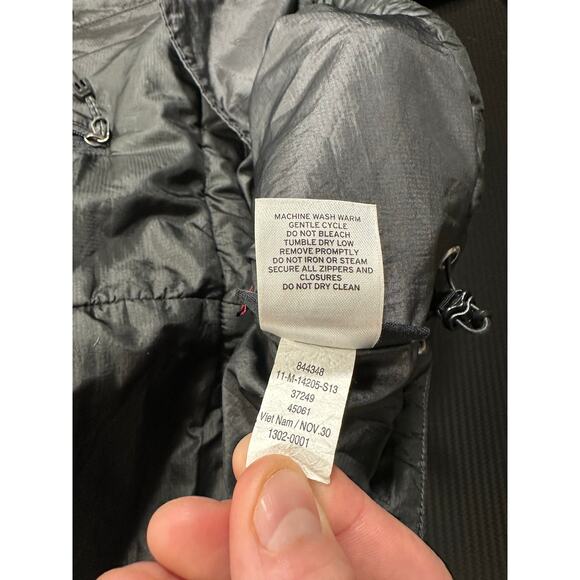 MACHINE WASH WARM
GENTLE CYCLE
DO NOT BLEACH
TUMBLE DRY LOW
REMOVE PROMPTLY
DO NOT IRON OR STEAM
SECURE ALL ZIPPERS AND
CLOSURES
DO NOT DRY CLEAN
844348
11-M-14205-S13
37249
45061
Viet Nam / NOV.30
1302-0001